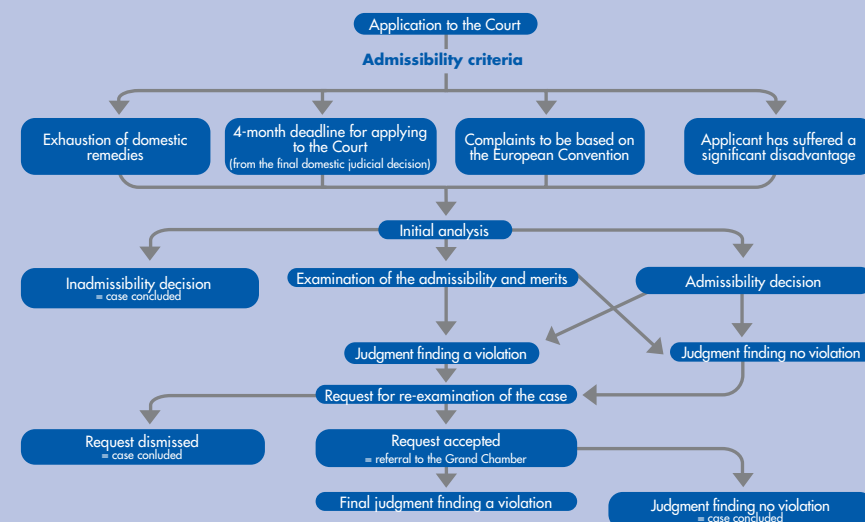 Application to the Court
Admissibility criteria
Exhaustion of domestic
remedies
4-month deadline for applying
to the Court
(from the final domestic judicial decision)
Complaints to be based on
the European Convention
Applicant has suffered a
significant disadvantage
Initial analysis
Inadmissibility decision
= case concluded
Examination of the admissibility and merits
Admissibility decision
Judgment finding a violation
Judgment finding no violation
Request for re-examination of the case
Request dismissed
= case conluded
Request accepted
= referral to the Grand Chamber
Final judgment finding a violation
Judgment finding no violation
= case concluded